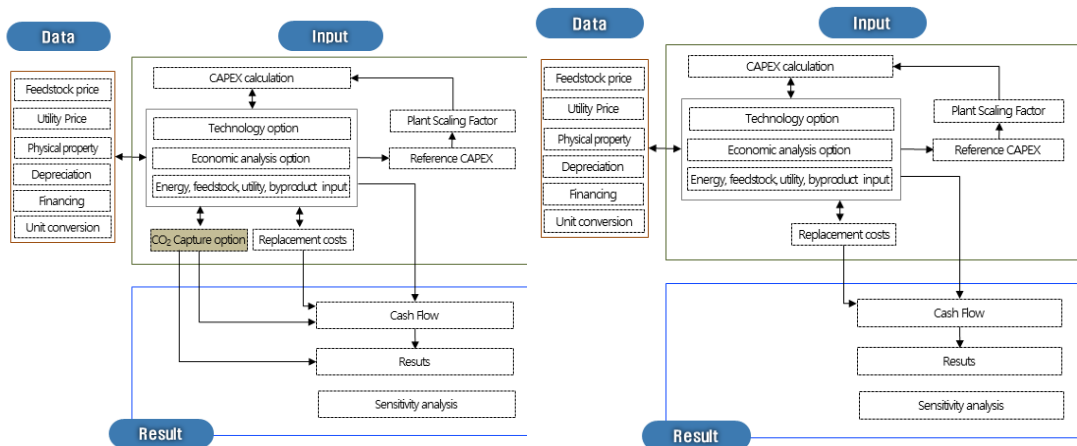 Data
Input
Feedstock price
Utility Price
Physical property
Depreciation
Financing
Unit conversion
CAPEX calculation
Technology option
Economic analysis option
Energy, feedstock, utility, byproduct input
Plant Scaling Factor
Reference CAPEX
CO₂ Capture option
Replacement costs
Cash Flow
Resuts
Sensitivity analysis
Result
Data
Input
Feedstock price
Utility Price
Physical property
Depreciation
Financing
Unit conversion
CAPEX calculation
Technology option
Economic analysis option
Energy, feedstock, utility, byproduct input
Plant Scaling Factor
Reference CAPEX
Replacement costs
Cash Flow
Resuts
Sensitivity analysis
Result